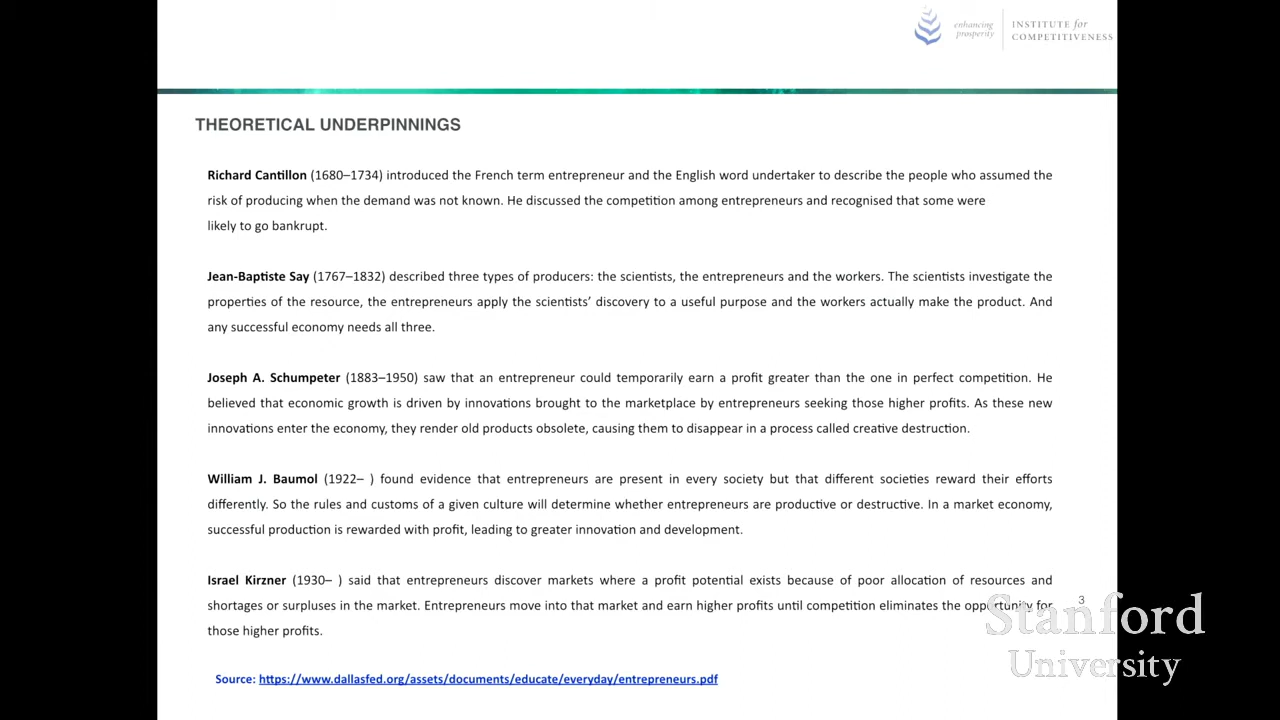 enhancing
prosperity
INSTITUTE for
COMPETITIVENESS
THEORETICAL UNDERPINNINGS
Richard Cantillon (1680–1734) introduced the French term entrepreneur and the English word undertaker to describe the people who assumed the
risk of producing when the demand was not known. He discussed the competition among entrepreneurs and recognised that some were
likely to go bankrupt.
Jean-Baptiste Say (1767–1832) described three types of producers: the scientists, the entrepreneurs and the workers. The scientists investigate the
properties of the resource, the entrepreneurs apply the scientists’ discovery to a useful purpose and the workers actually make the product. And
any successful economy needs all three.
Joseph A. Schumpeter (1883–1950) saw that an entrepreneur could temporarily earn a profit greater than the one in perfect competition. He
believed that economic growth is driven by innovations brought to the marketplace by entrepreneurs seeking those higher profits. As these new
innovations enter the economy, they render old products obsolete, causing them to disappear in a process called creative destruction.
William J. Baumol (1922– ) found evidence that entrepreneurs are present in every society but that different societies reward their efforts
differently. So the rules and customs of a given culture will determine whether entrepreneurs are productive or destructive. In a market economy,
successful production is rewarded with profit, leading to greater innovation and development.
Israel Kirzner (1930– ) said that entrepreneurs discover markets where a profit potential exists because of poor allocation of resources and
shortages or surpluses in the market. Entrepreneurs move into that market and earn higher profits until competition eliminates the opportunity for
those higher profits.
3
Stanford
University
Source: https://www.dallasfed.org/assets/documents/educate/everyday/entrepreneurs.pdf